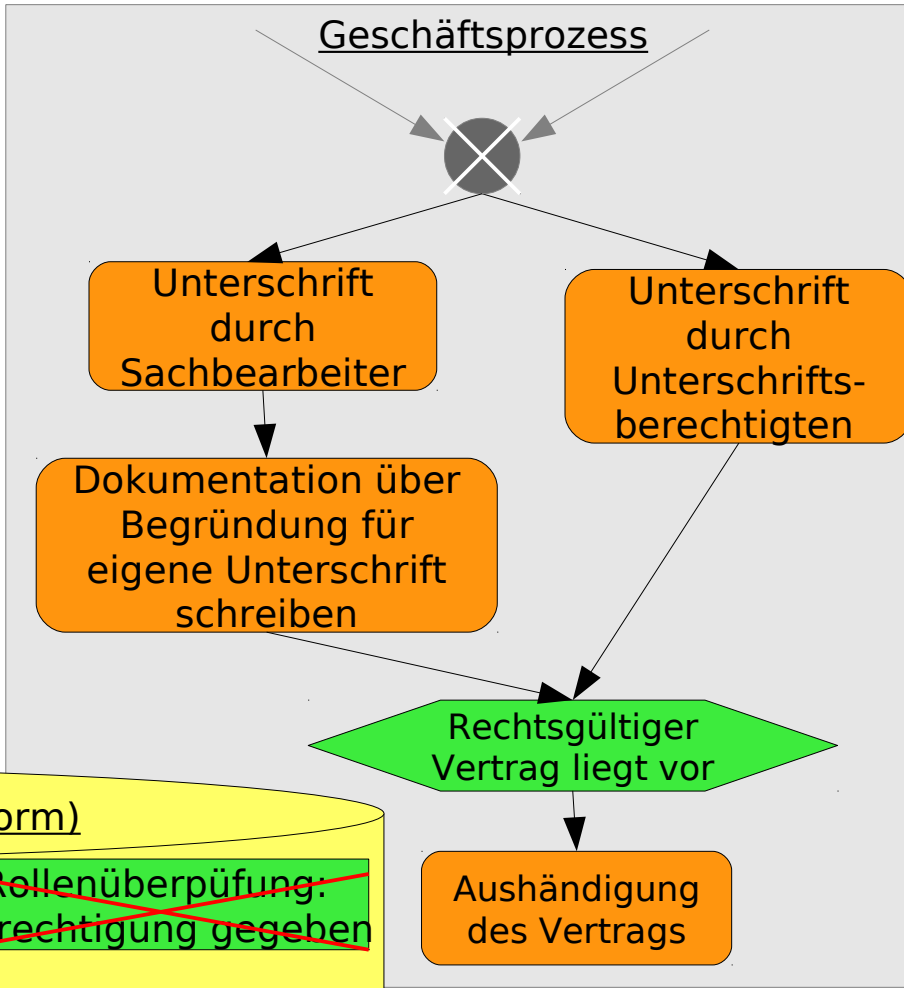 Geschäftsprozess
Unterschrift
durch
Sachbearbeiter
Unterschrift
durch
Unterschrifts-
berechtigten
Dokumentation über
Begründung für
eigene Unterschrift
schreiben
Rechtsgültiger
Vertrag liegt vor
orm)
Rollenüberpüfung:
rechtigung gegeben
Aushändigung
des Vertrags